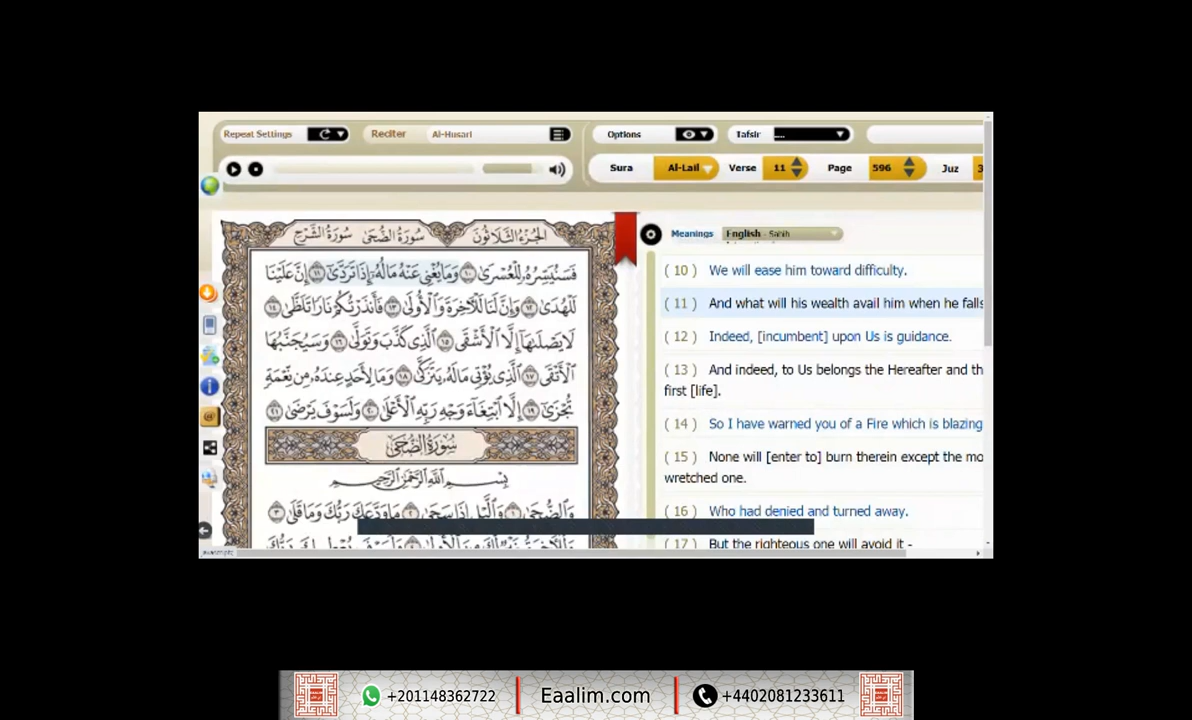 Repeat Settings
Reciter
Al-Husari
Options
Tafsir
Sura
Al-Lail
Verse
11
Page
596
Juz
الجزء الثلاثون
سورة الضحى
سورة الشرح
فَسَنُيَسِّرُهُۥ لِلْعُسْرَىٰ ١٠ وَمَا يُغْنِى عَنْهُ مَالُهُۥٓ إِذَا تَرَدَّىٰٓ ١١ إِنَّ عَلَيْنَا
لَلْهُدَىٰ ١٢ وَإِنَّ لَنَا لَلْـَٔاخِرَةَ وَٱلْأُولَىٰ ١٣ فَأَنذَرْتُكُمْ نَارًا تَلَظَّىٰ ١٤
لَا يَصْلَىٰهَآ إِلَّا ٱلْأَشْقَى ١٥ ٱلَّذِى كَذَّبَ وَتَوَلَّىٰ ١٦ وَسَيُجَنَّبُهَا
ٱلْأَتْقَى ١٧ ٱلَّذِى يُؤْتِى مَالَهُۥ يَتَزَكَّىٰ ١٨ وَمَا لِأَحَدٍ عِندَهُۥ مِن نِّعْمَةٍ
تُجْزَىٰٓ ١٩ إِلَّا ٱبْتِغَآءَ وَجْهِ رَبِّهِ ٱلْأَعْلَىٰ ٢٠ وَلَسَوْفَ يَرْضَىٰ ٢١
سورة الضحى
بِسْمِ ٱللَّهِ ٱلرَّحْمَـٰنِ ٱلرَّحِيمِ
وَٱلضُّحَىٰ ١ وَٱلَّيْلِ إِذَا سَجَىٰ ٢ مَا وَدَّعَكَ رَبُّكَ وَمَا قَلَىٰ ٣
Meanings
English - Sahih
( 10 ) We will ease him toward difficulty.
( 11 ) And what will his wealth avail him when he falls
( 12 ) Indeed, [incumbent] upon Us is guidance.
( 13 ) And indeed, to Us belongs the Hereafter and th
first [life].
( 14 ) So I have warned you of a Fire which is blazing
( 15 ) None will [enter to] burn therein except the mo
wretched one.
( 16 ) Who had denied and turned away.
( 17 ) But the righteous one will avoid it -
+201148362722
Eaalim.com
+4402081233611